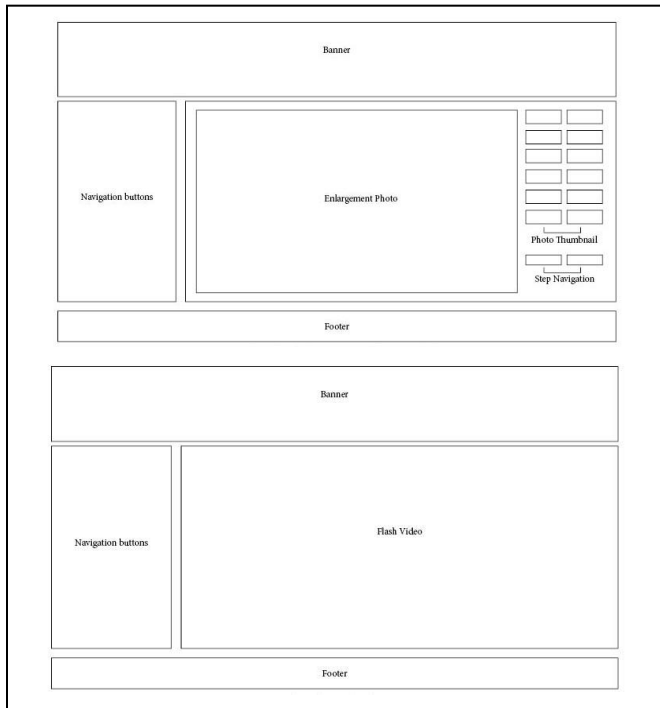 Banner
Navigation buttons
Enlargement Photo
Photo Thumbnail
Step Navigation
Footer
Banner
Navigation buttons
Flash Video
Footer